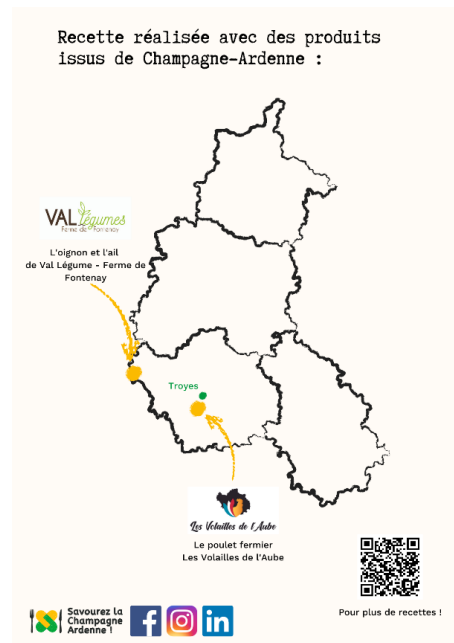 Recette réalisée avec des produits
issus de Champagne-Ardenne :
VAL légumes
Ferme de Fontenay
L'oignon et l'ail
de Val Légume - Ferme de
Fontenay
Troyes
Les Volailles de l'Aube
Le poulet fermier
Les Volailles de l'Aube
Savourez la
Champagne
Ardenne !
Pour plus de recettes !